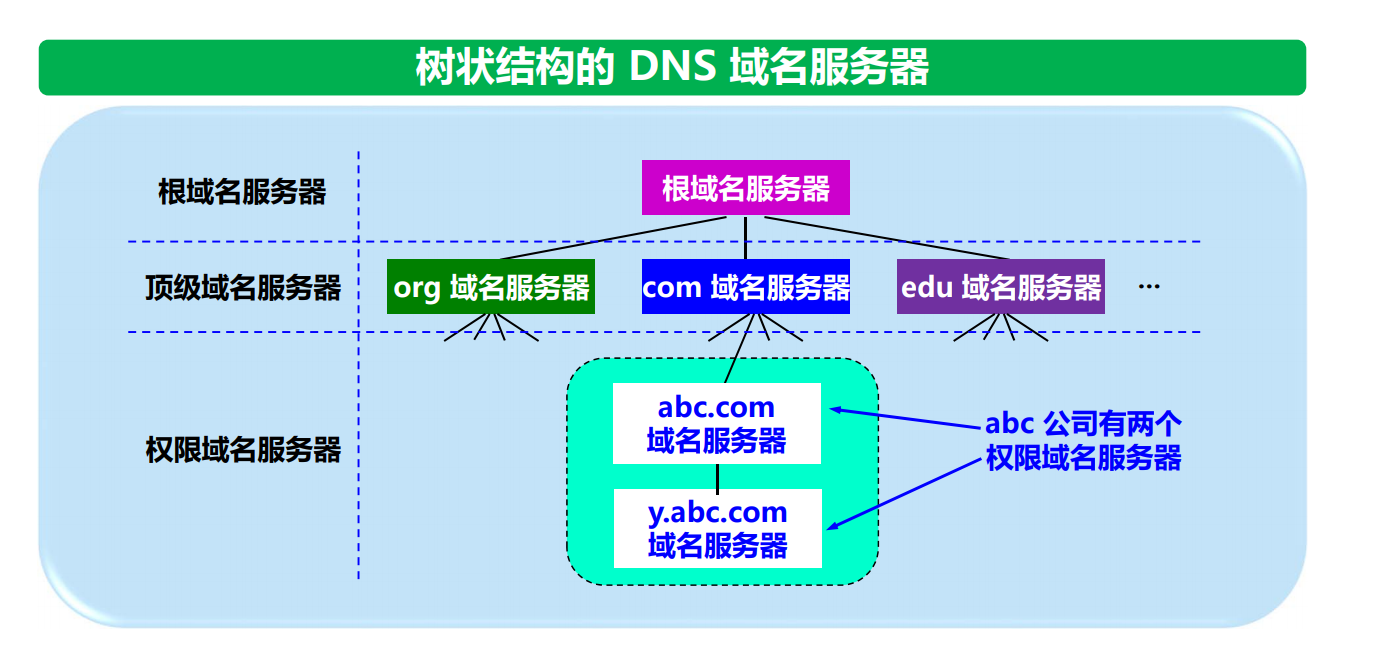 树状结构的 DNS 域名服务器
根域名服务器
根域名服务器
顶级域名服务器
org 域名服务器
com 域名服务器
edu 域名服务器
...
权限域名服务器
abc.com
域名服务器
y.abc.com
域名服务器
abc 公司有两个
权限域名服务器